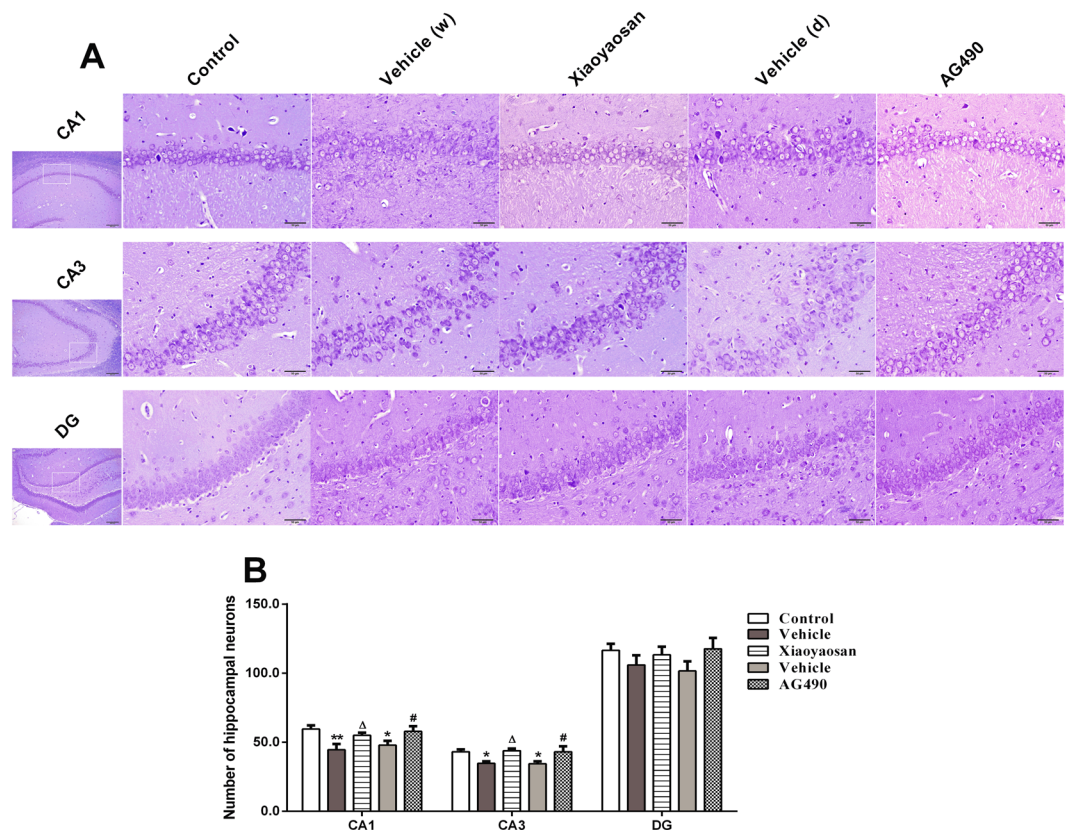 A
Control
Vehicle (w)
Xiaoyaosan
Vehicle (d)
AG490
CA1
CA3
DG
B
Number of hippocampal neurons
150.0
100.0
50.0
0.0
** Δ * #
* Δ * #
CA1 CA3 DG
Control
Vehicle
Xiaoyaosan
Vehicle
AG490